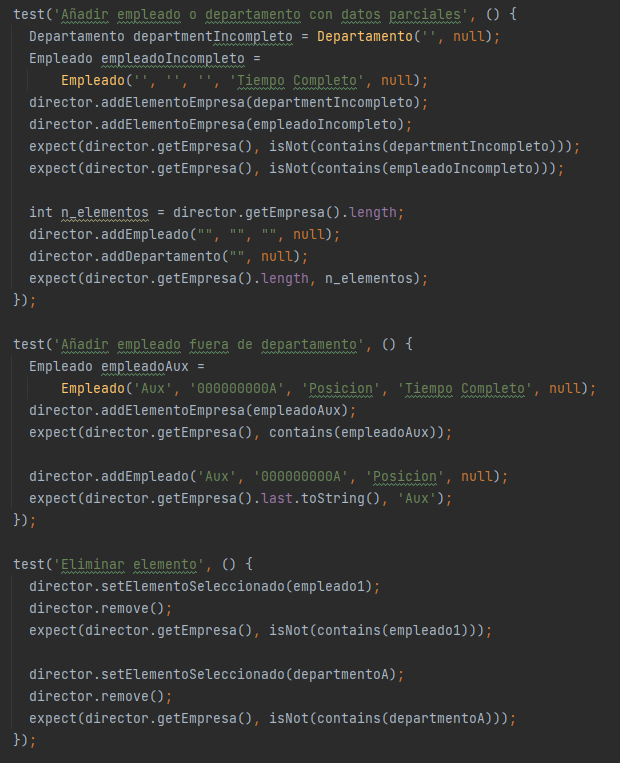 test('Añadir empleado o departamento con datos parciales', () {
  Departamento departmentIncompleto = Departamento('', null);
  Empleado empleadoIncompleto =
      Empleado('', '', '', 'Tiempo Completo', null);
  director.addElementoEmpresa(departmentIncompleto);
  director.addElementoEmpresa(empleadoIncompleto);
  expect(director.getEmpresa(), isNot(contains(departmentIncompleto)));
  expect(director.getEmpresa(), isNot(contains(empleadoIncompleto)));

  int n_elementos = director.getEmpresa().length;
  director.addEmpleado("", "", "", null);
  director.addDepartamento("", null);
  expect(director.getEmpresa().length, n_elementos);
});

test('Añadir empleado fuera de departamento', () {
  Empleado empleadoAux =
      Empleado('Aux', '000000000A', 'Posicion', 'Tiempo Completo', null);
  director.addElementoEmpresa(empleadoAux);
  expect(director.getEmpresa(), contains(empleadoAux));

  director.addEmpleado('Aux', '000000000A', 'Posicion', null);
  expect(director.getEmpresa().last.toString(), 'Aux');
});

test('Eliminar elemento', () {
  director.setElementoSeleccionado(empleado1);
  director.remove();
  expect(director.getEmpresa(), isNot(contains(empleado1)));

  director.setElementoSeleccionado(departmentoA);
  director.remove();
  expect(director.getEmpresa(), isNot(contains(departmentoA)));
});